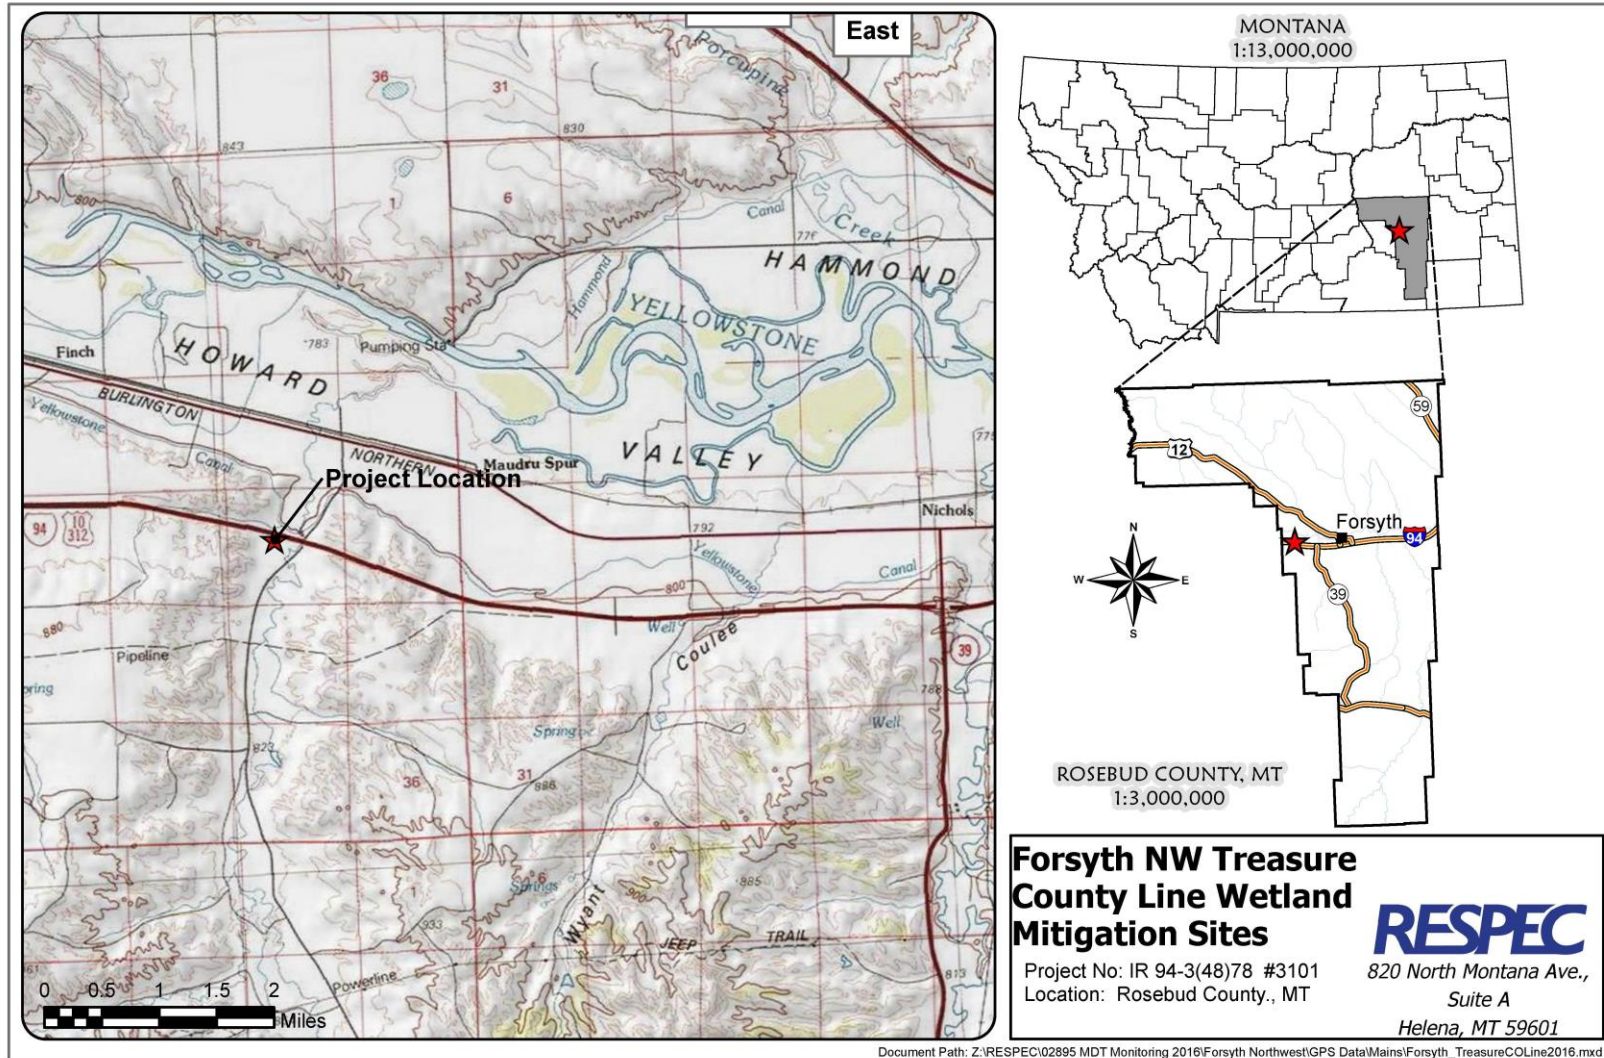 East
Porcupine
36
31
843
830
6
1
800
Canal
Creek
776
HAMMOND
Hammond
YELLOWSTONE
783
Pumping Sta
Finch
HOWARD
BURLINGTON
NORTHERN
Yellowstone
Canal
VALLEY
775
Maudru Spur
Project Location
Nichols
94
10
312
792
Yellowstone
Canal
800
880
Well
Coulee
39
Pipeline
ring
788
Well
823
Spring
36
31
886
Springs
6
1
Wyant
900
885
933
JEEP TRAIL
813
Powerline
861
0 0.5 1 1.5 2
Miles
MONTANA
1:13,000,000
59
12
Forsyth
94
39
N
W E
S
ROSEBUD COUNTY, MT
1:3,000,000
Forsyth NW Treasure
County Line Wetland
Mitigation Sites
Project No: IR 94-3(48)78 #3101
Location: Rosebud County., MT
RESPEC
820 North Montana Ave.,
Suite A
Helena, MT 59601
Document Path: Z:\RESPEC\02895 MDT Monitoring 2016\Forsyth Northwest\GPS Data\Mains\Forsyth_TreasureCOLine2016.mxd